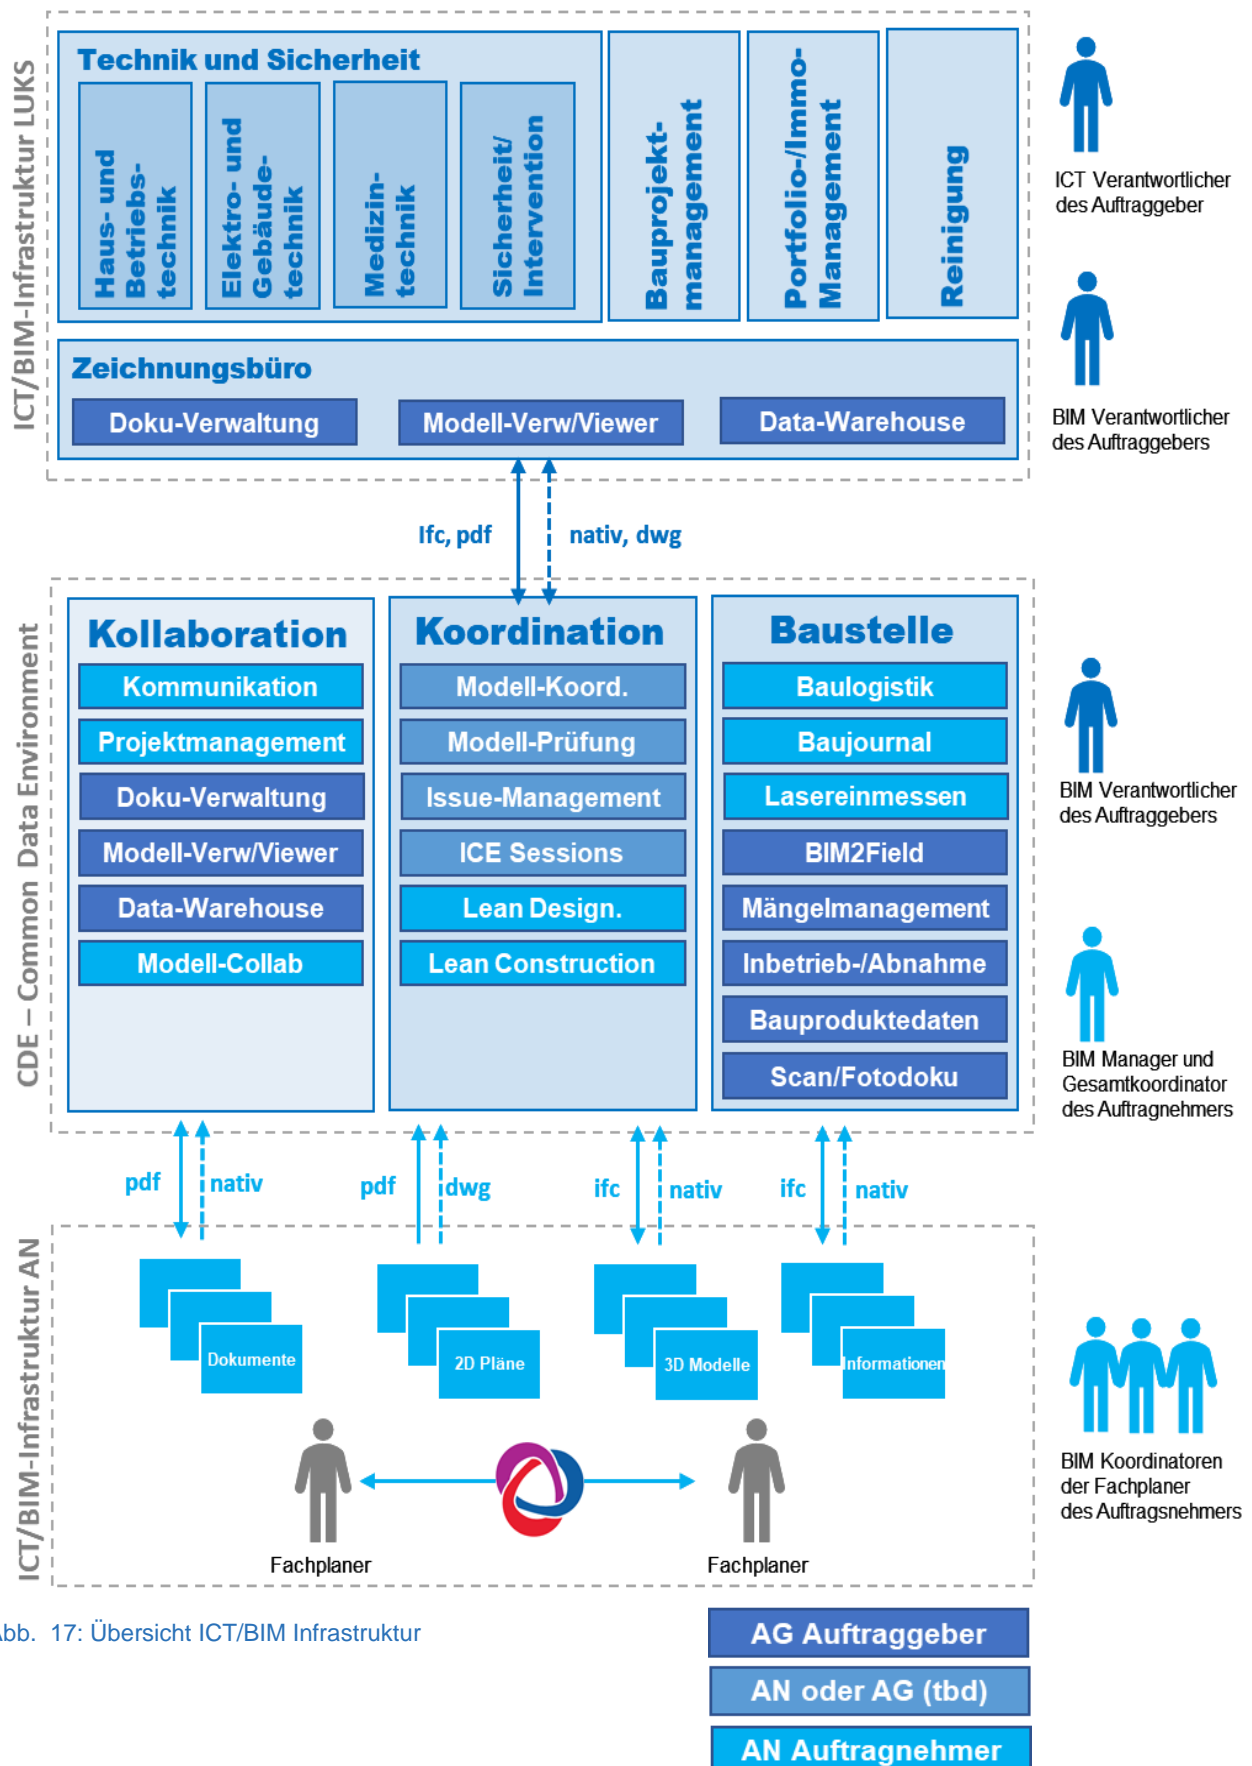 ICT/BIM-Infrastruktur LUKS
Technik und Sicherheit
Haus- und
Betriebs-
technik
Elektro- und
Gebäude-
technik
Medizin-
technik
Sicherheit/
Intervention
Bauprojekt-
management
Portfolio-/Immo-
Management
Reinigung
ICT Verantwortlicher
des Auftraggeber
Zeichnungsbüro
Doku-Verwaltung
Modell-Verw/Viewer
Data-Warehouse
BIM Verantwortlicher
des Auftraggebers
Ifc, pdf
nativ, dwg
CDE – Common Data Environment
Kollaboration
Kommunikation
Projektmanagement
Doku-Verwaltung
Modell-Verw/Viewer
Data-Warehouse
Modell-Collab
Koordination
Modell-Koord.
Modell-Prüfung
Issue-Management
ICE Sessions
Lean Design.
Lean Construction
Baustelle
Baulogistik
Baujournal
Lasereinmessen
BIM2Field
Mängelmanagement
Inbetrieb-/Abnahme
Bauproduktedaten
Scan/Fotodoku
BIM Verantwortlicher
des Auftraggebers
BIM Manager und
Gesamtkoordinator
des Auftragnehmers
pdf
nativ
pdf
dwg
ifc
nativ
ifc
nativ
ICT/BIM-Infrastruktur AN
Dokumente
2D Pläne
3D Modelle
Informationen
Fachplaner
Fachplaner
BIM Koordinatoren
der Fachplaner
des Auftragsnehmers
Abb. 17: Übersicht ICT/BIM Infrastruktur
AG Auftraggeber
AN oder AG (tbd)
AN Auftragnehmer